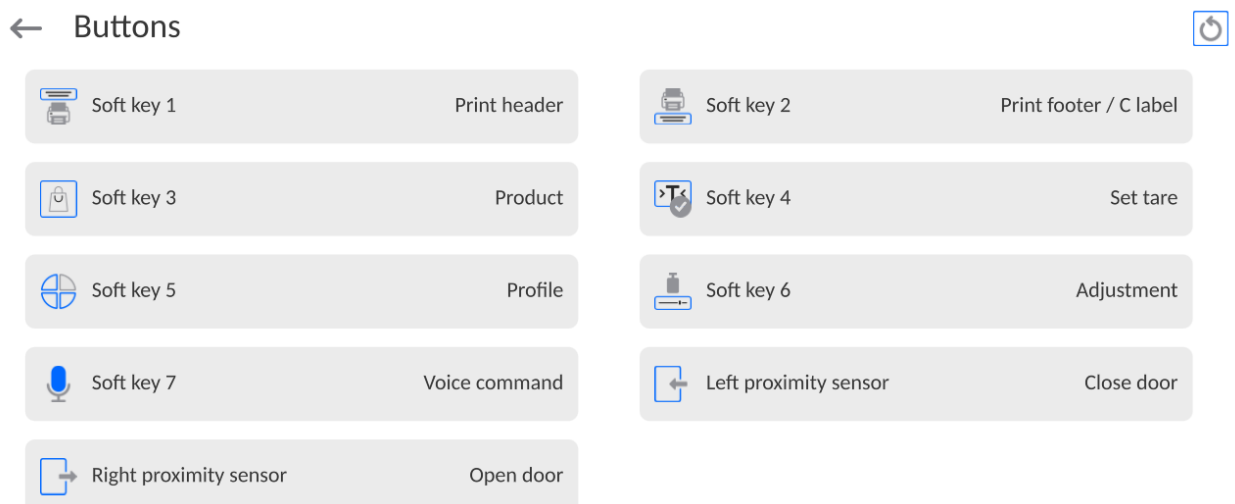 Buttons
Soft key 1 Print header
Soft key 2 Print footer / C label
Soft key 3 Product
>T< Soft key 4 Set tare
Soft key 5 Profile
Soft key 6 Adjustment
Soft key 7 Voice command
Left proximity sensor Close door
Right proximity sensor Open door